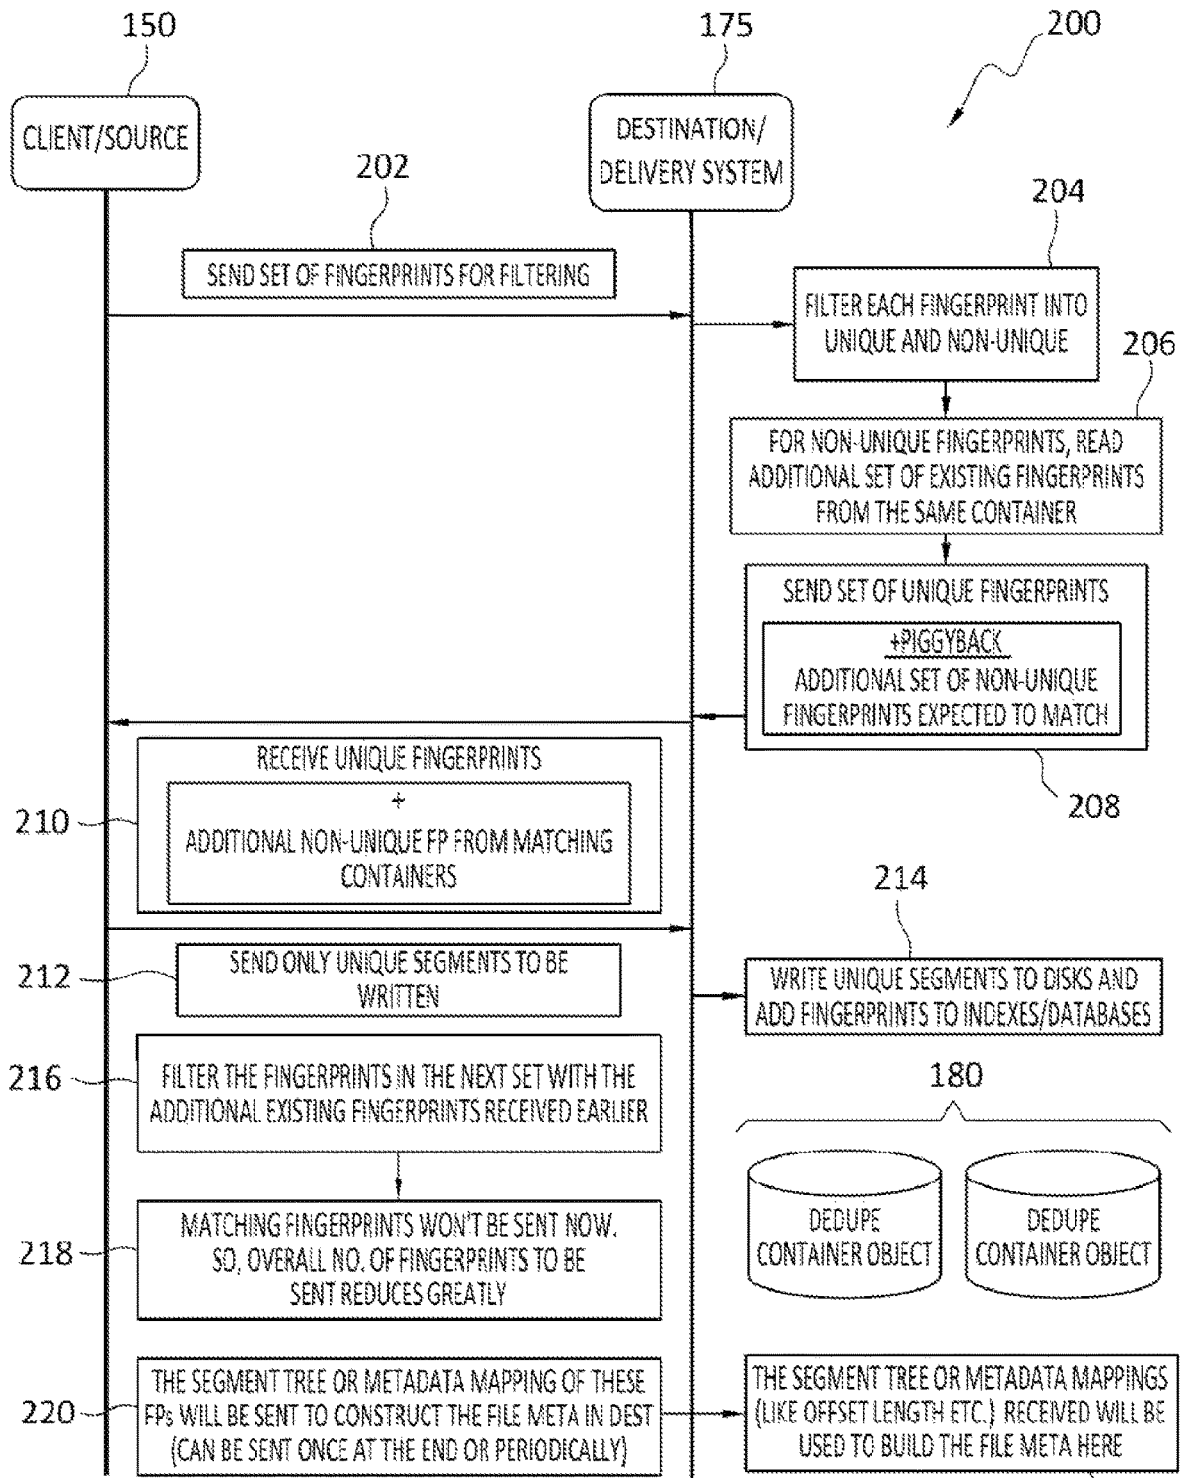 150
175
200
CLIENT/SOURCE
DESTINATION/
DELIVERY SYSTEM
202
204
SEND SET OF FINGERPRINTS FOR FILTERING
FILTER EACH FINGERPRINT INTO
UNIQUE AND NON-UNIQUE
206
FOR NON-UNIQUE FINGERPRINTS, READ
ADDITIONAL SET OF EXISTING FINGERPRINTS
FROM THE SAME CONTAINER
SEND SET OF UNIQUE FINGERPRINTS
+PIGGYBACK
ADDITIONAL SET OF NON-UNIQUE
FINGERPRINTS EXPECTED TO MATCH
208
RECEIVE UNIQUE FINGERPRINTS
+
210
ADDITIONAL NON-UNIQUE FP FROM MATCHING
CONTAINERS
214
212
SEND ONLY UNIQUE SEGMENTS TO BE
WRITTEN
WRITE UNIQUE SEGMENTS TO DISKS AND
ADD FINGERPRINTS TO INDEXES/DATABASES
216
FILTER THE FINGERPRINTS IN THE NEXT SET WITH THE
ADDITIONAL EXISTING FINGERPRINTS RECEIVED EARLIER
180
DEDUPE
CONTAINER OBJECT
DEDUPE
CONTAINER OBJECT
218
MATCHING FINGERPRINTS WON'T BE SENT NOW.
SO, OVERALL NO. OF FINGERPRINTS TO BE
SENT REDUCES GREATLY
220
THE SEGMENT TREE OR METADATA MAPPING OF THESE
FPs WILL BE SENT TO CONSTRUCT THE FILE META IN DEST
(CAN BE SENT ONCE AT THE END OR PERIODICALLY)
THE SEGMENT TREE OR METADATA MAPPINGS
(LIKE OFFSET LENGTH ETC.) RECEIVED WILL BE
USED TO BUILD THE FILE META HERE